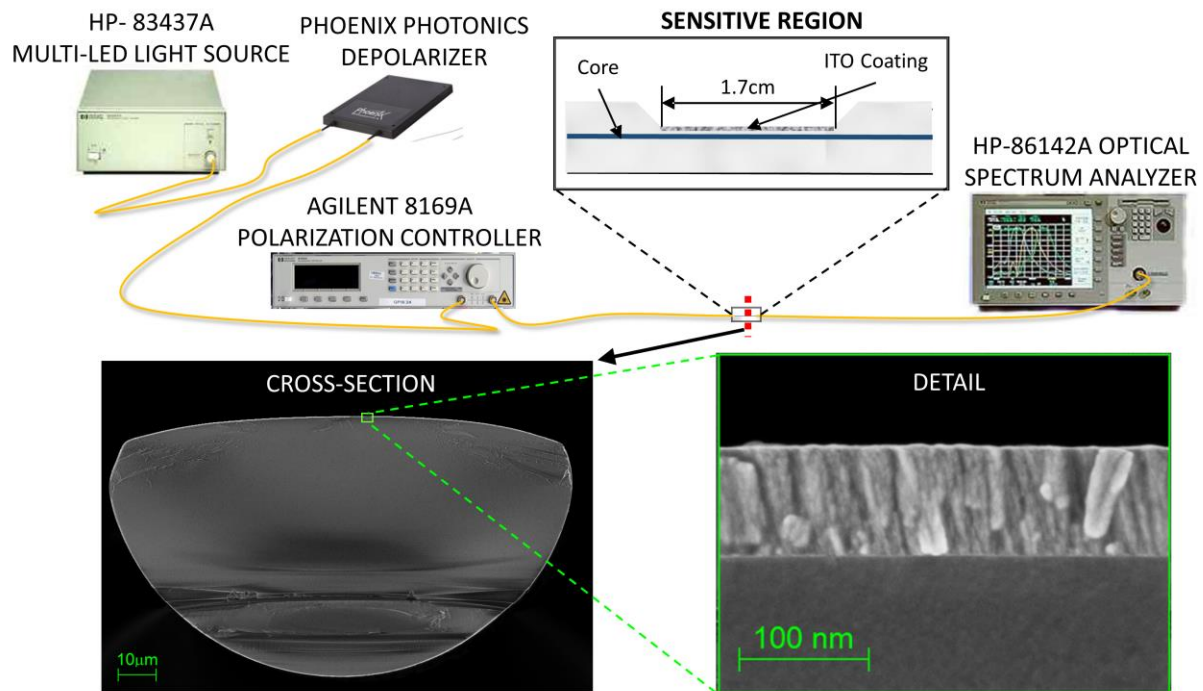 HP- 83437A
MULTI-LED LIGHT SOURCE
PHOENIX PHOTONICS
DEPOLARIZER
Phoenix
SENSITIVE REGION
Core
ITO Coating
1.7cm
HP-86142A OPTICAL
SPECTRUM ANALYZER
AGILENT 8169A
POLARIZATION CONTROLLER
CROSS-SECTION
10μm
DETAIL
100 nm